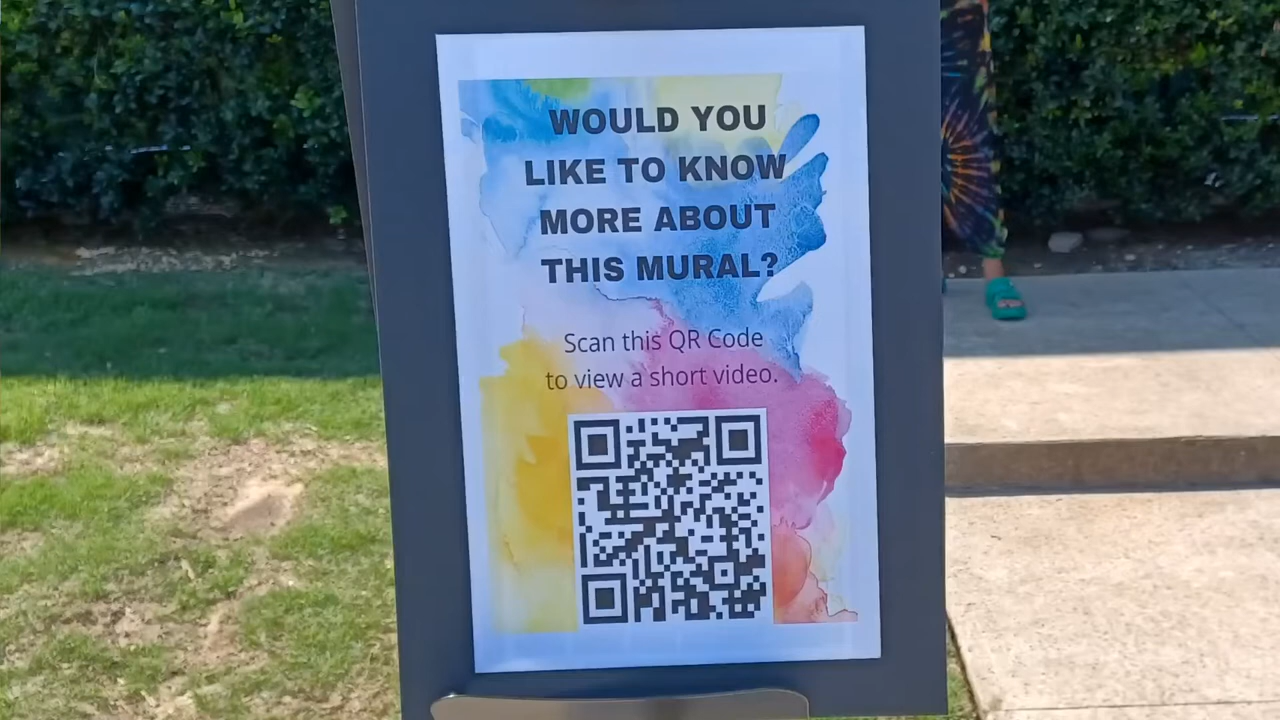 WOULD YOU
LIKE TO KNOW
MORE ABOUT
THIS MURAL?
Scan this QR Code
to view a short video.